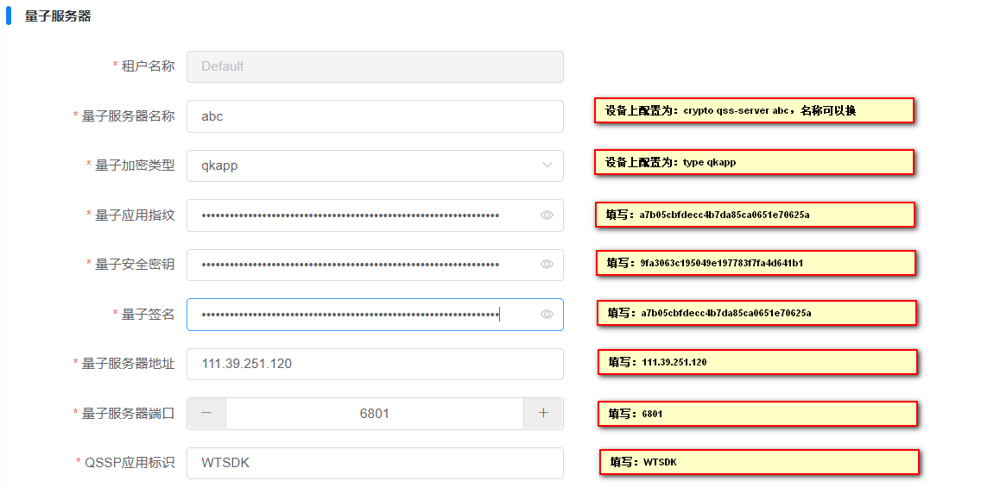 量子服务器
* 租户名称 Default
* 量子服务器名称 abc 设备上配置为：crypto qss-server abc，名称可以换
* 量子加密类型 qkapp 设备上配置为：type qkapp
* 量子应用指纹 填写：a7b05cbfdecc4b7da85ca0651e70625a
* 量子安全密钥 填写：9fa3063c195049e197783f7fa4d641b1
* 量子签名 填写：a7b05cbfdecc4b7da85ca0651e70625a
* 量子服务器地址 111.39.251.120 填写：111.39.251.120
* 量子服务器端口 — 6801 + 填写：6801
* QSSP应用标识 WTSDK 填写：WTSDK